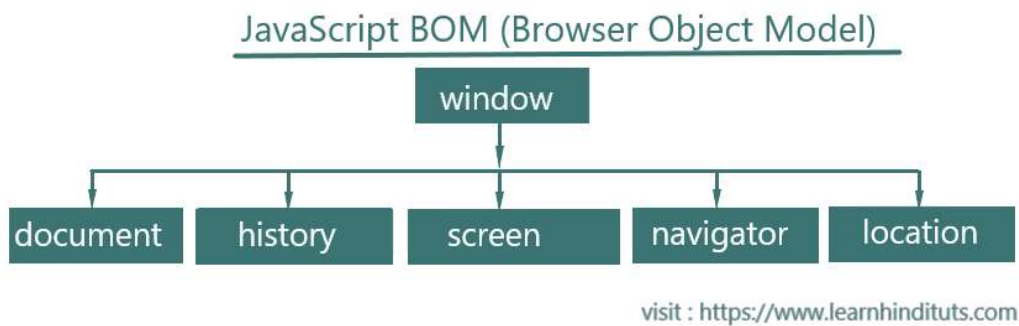 JavaScript BOM (Browser Object Model)
window
document history screen navigator location
visit : https://www.learnhindituts.com